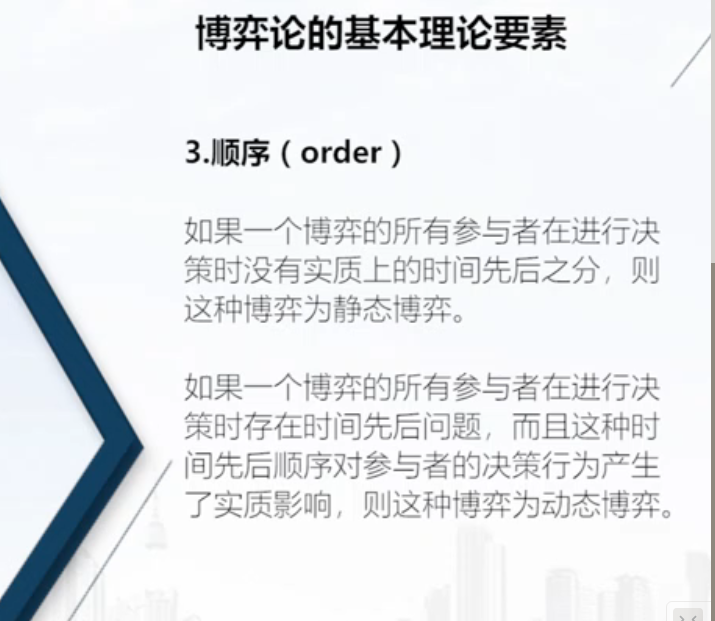 博弈论的基本理论要素
3.顺序（order）
如果一个博弈的所有参与者在进行决
策时没有实质上的时间先后之分，则
这种博弈为静态博弈。
如果一个博弈的所有参与者在进行决
策时存在时间先后问题，而且这种时
间先后顺序对参与者的决策行为产生
了实质影响，则这种博弈为动态博弈。